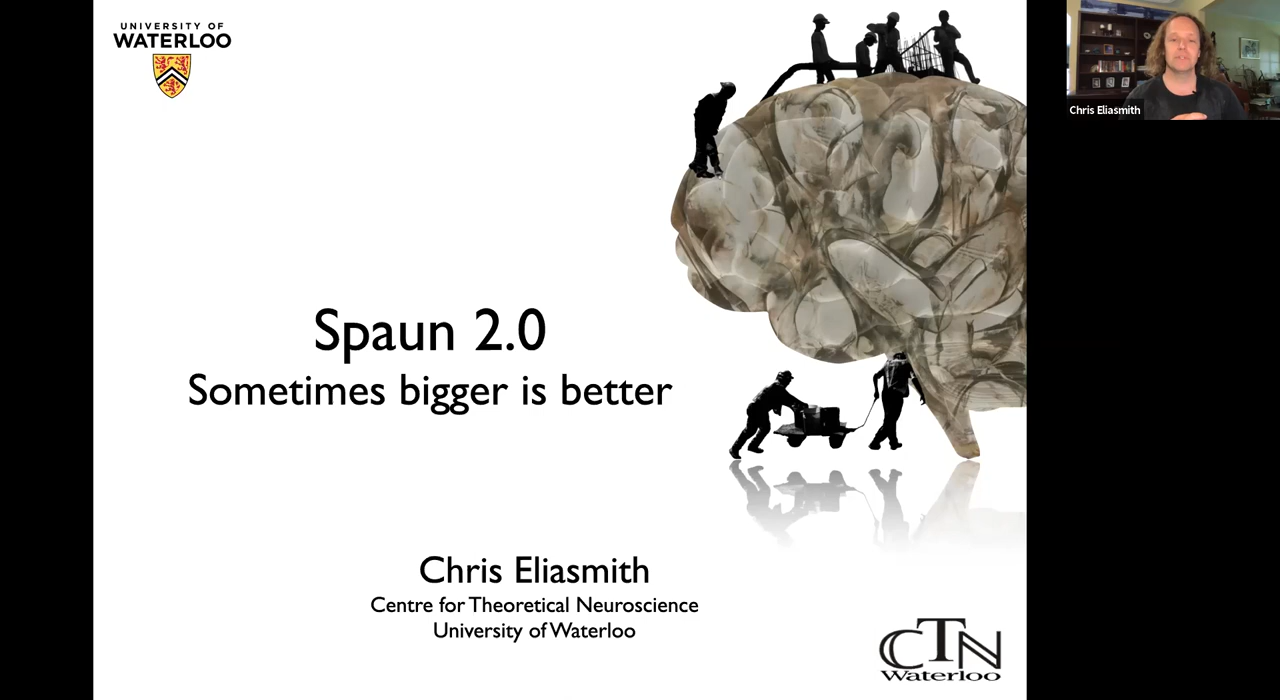 UNIVERSITY OF
WATERLOO
Chris Eliasmith
Spaun 2.0
Sometimes bigger is better
Chris Eliasmith
Centre for Theoretical Neuroscience
University of Waterloo
CTN
Waterloo